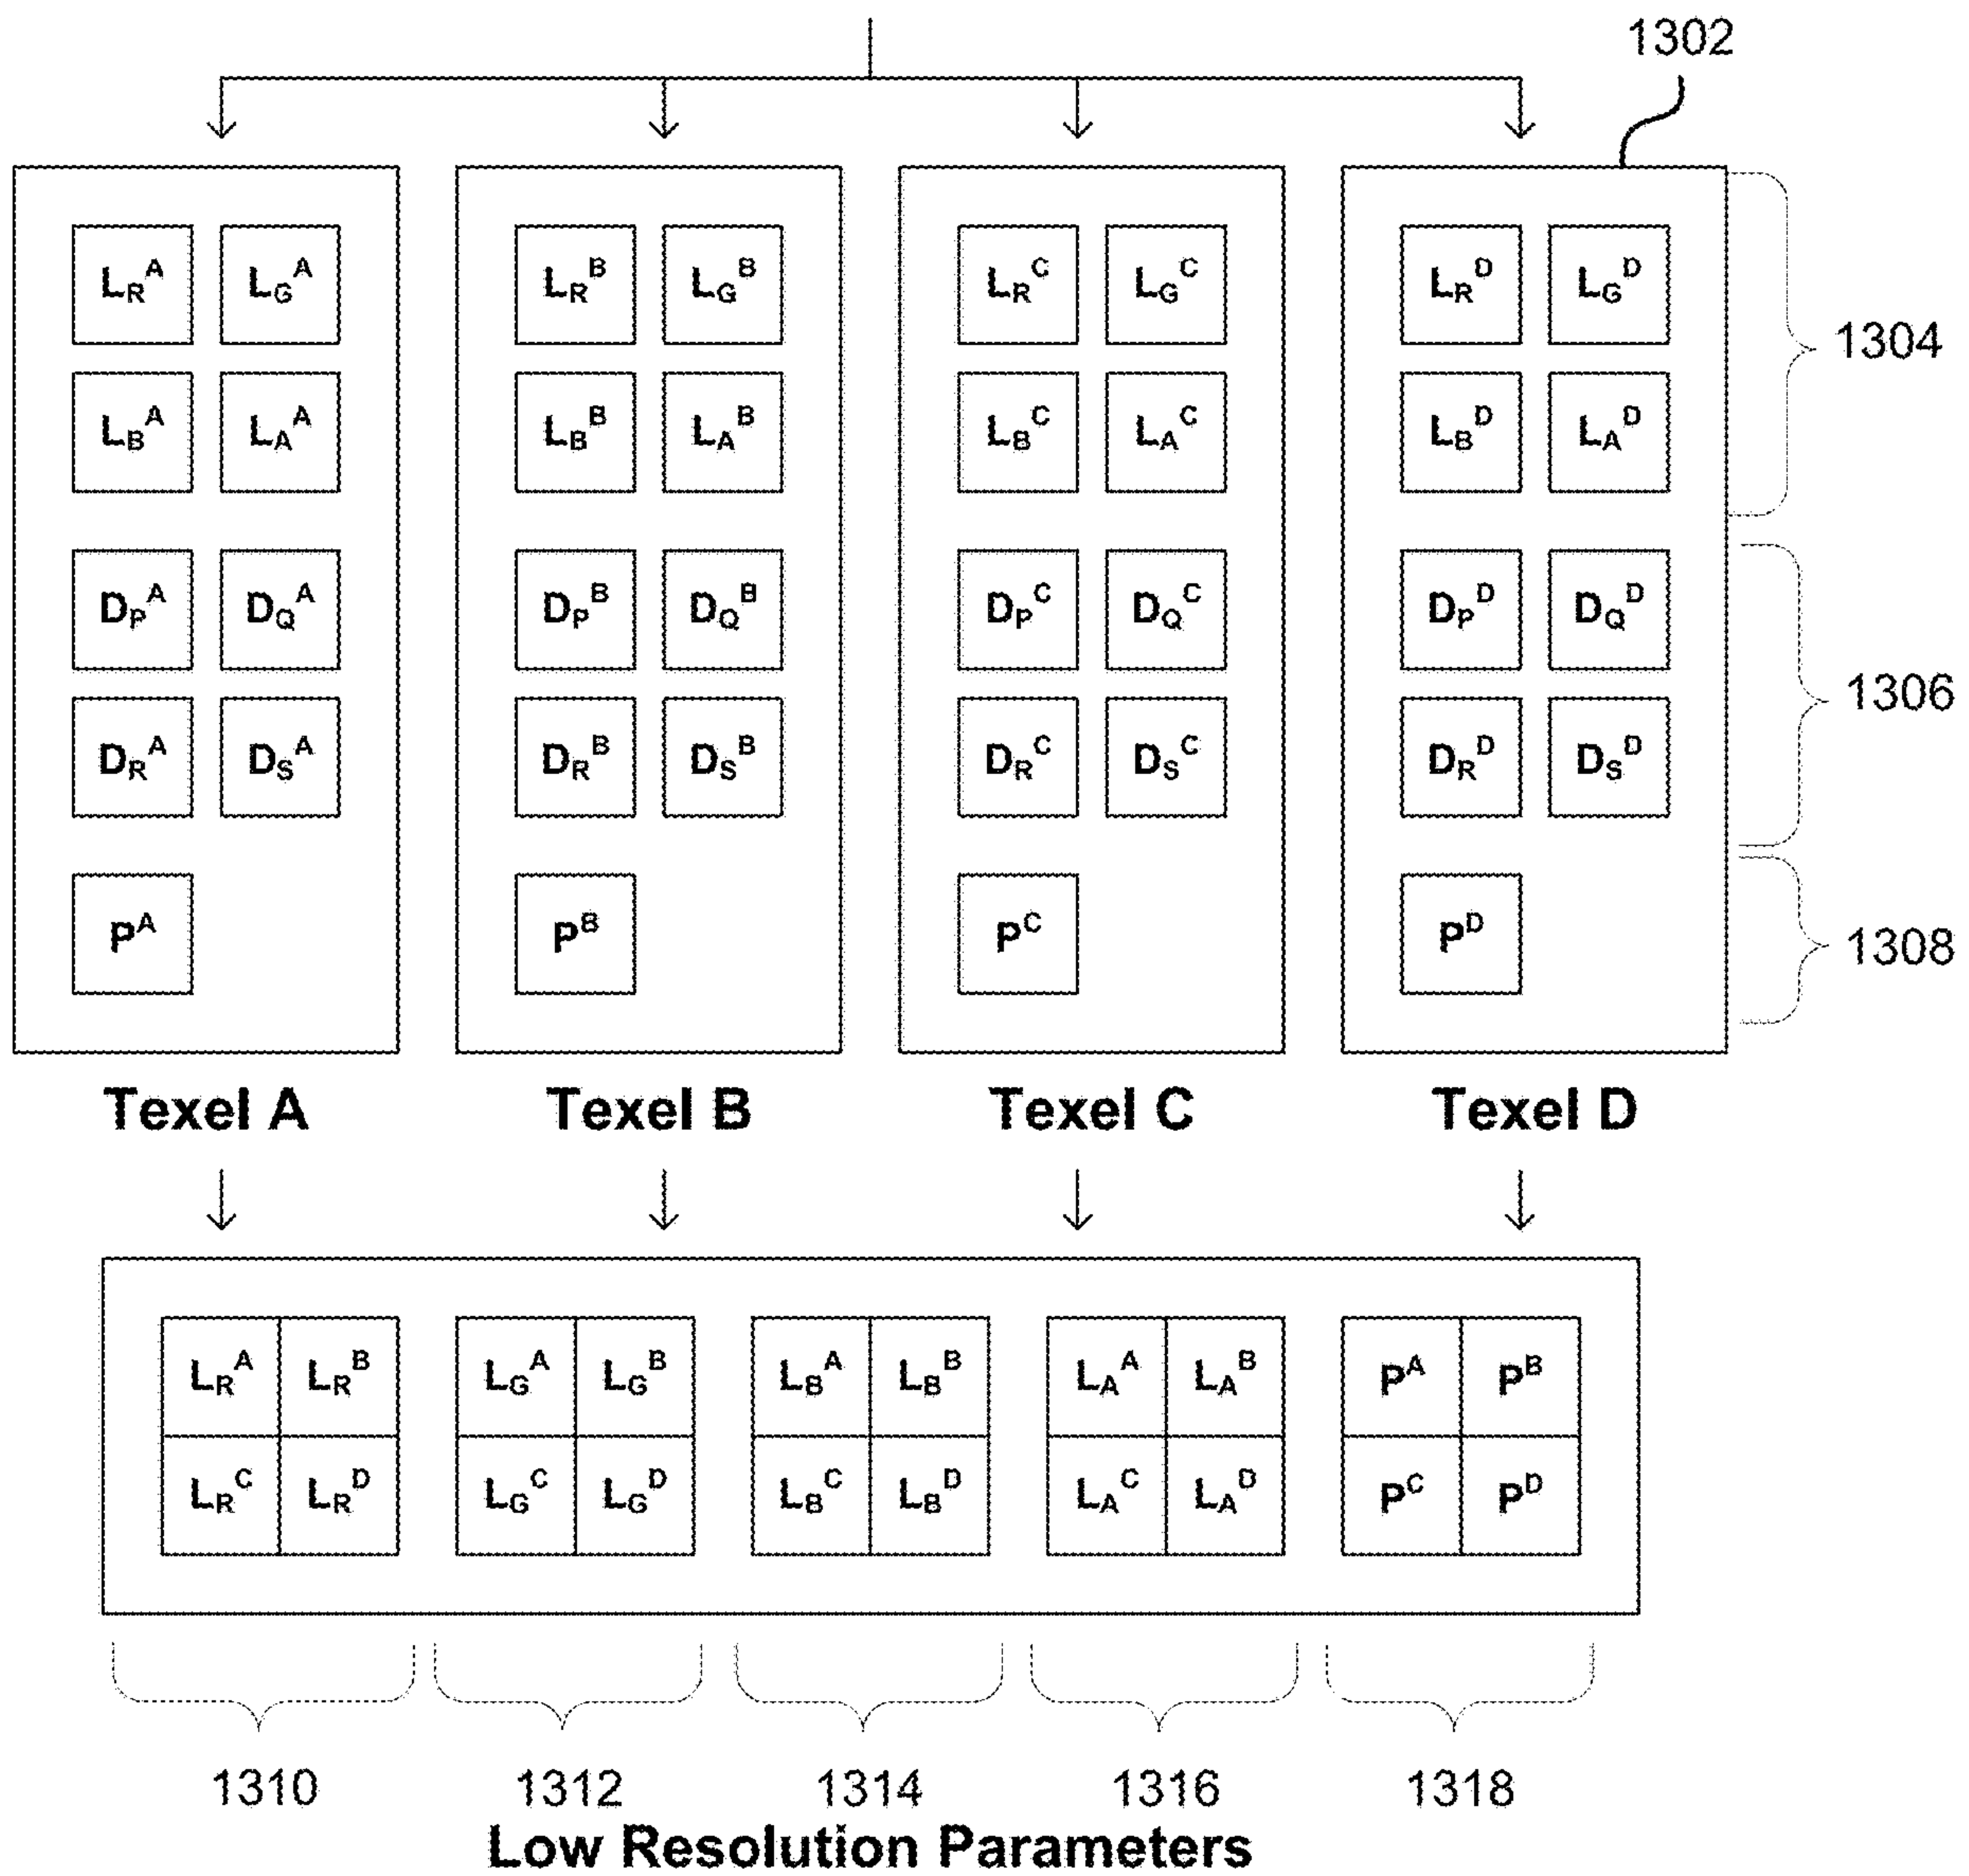 1302
L_R^A L_G^A L_R^B L_G^B L_R^C L_G^C L_R^D L_G^D
1304
L_B^A L_A^A L_B^B L_A^B L_B^C L_A^C L_B^D L_A^D
D_P^A D_Q^A D_P^B D_Q^B D_P^C D_Q^C D_P^D D_Q^D
1306
D_R^A D_S^A D_R^B D_S^B D_R^C D_S^C D_R^D D_S^D
P^A P^B P^C P^D
1308
Texel A Texel B Texel C Texel D
L_R^A L_R^B L_G^A L_G^B L_B^A L_B^B L_A^A L_A^B P^A P^B
L_R^C L_R^D L_G^C L_G^D L_B^C L_B^D L_A^C L_A^D P^C P^D
1310 1312 1314 1316 1318
Low Resolution Parameters